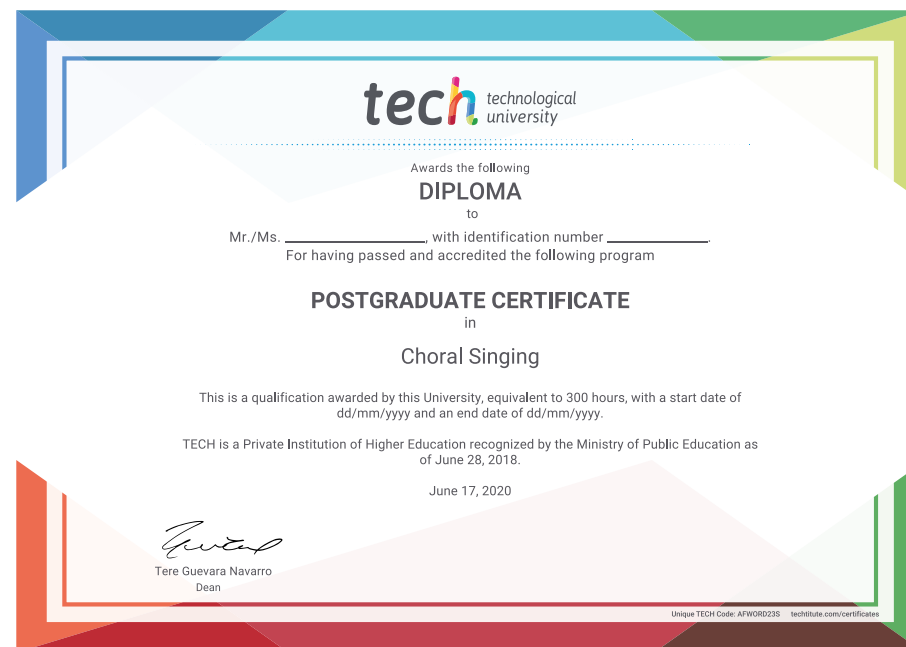 tech technological
university
Awards the following
DIPLOMA
to
Mr./Ms. ____________________, with identification number ______________.
For having passed and accredited the following program
POSTGRADUATE CERTIFICATE
in
Choral Singing
This is a qualification awarded by this University, equivalent to 300 hours, with a start date of
dd/mm/yyyy and an end date of dd/mm/yyyy.
TECH is a Private Institution of Higher Education recognized by the Ministry of Public Education as
of June 28, 2018.
June 17, 2020
Tere Guevara Navarro
Dean
Unique TECH Code: AFWORD23S techtitute.com/certificates